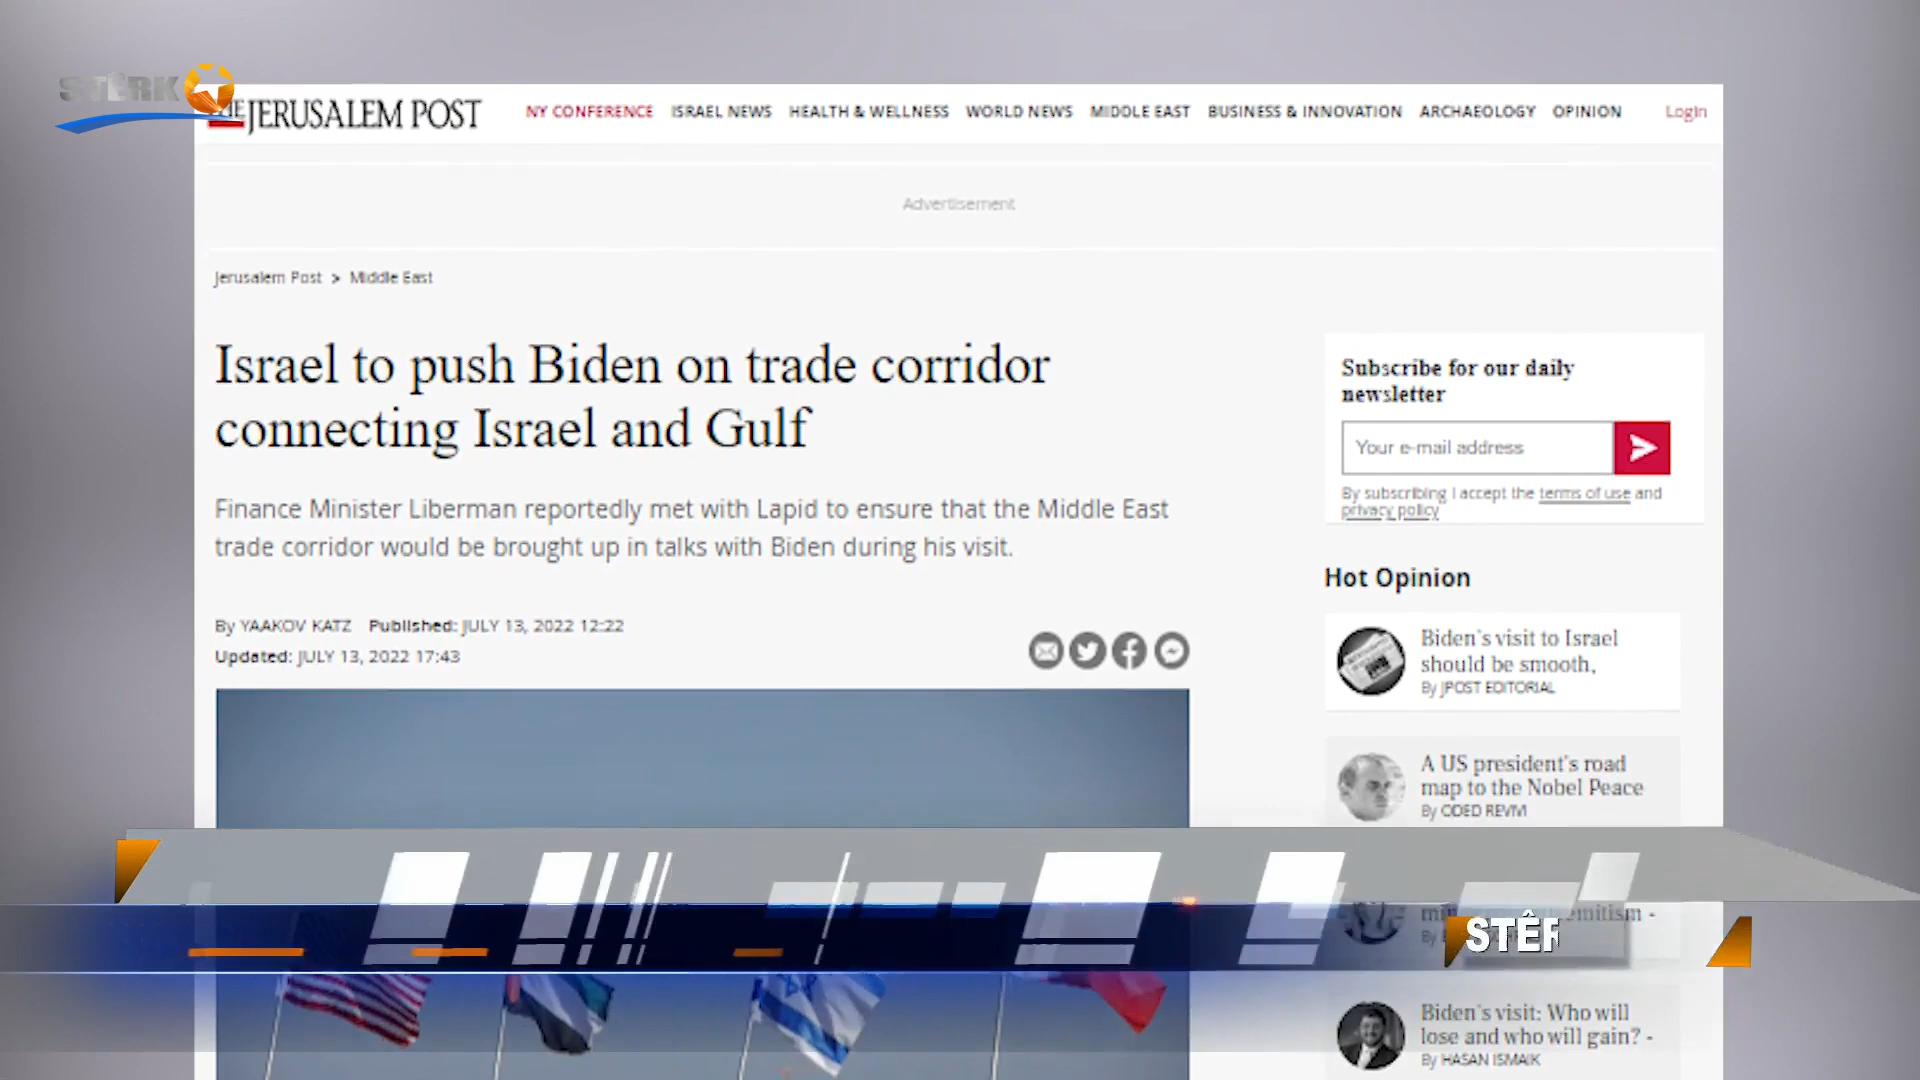 STÊRK
THE JERUSALEM POST
NY CONFERENCE ISRAEL NEWS HEALTH & WELLNESS WORLD NEWS MIDDLE EAST BUSINESS & INNOVATION ARCHAEOLOGY OPINION Login
Advertisement
Jerusalem Post > Middle East
Israel to push Biden on trade corridor
connecting Israel and Gulf
Finance Minister Liberman reportedly met with Lapid to ensure that the Middle East
trade corridor would be brought up in talks with Biden during his visit.
By YAAKOV KATZ Published: JULY 13, 2022 12:22
Updated: JULY 13, 2022 17:43
Subscribe for our daily
newsletter
Your e-mail address
By subscribing I accept the terms of use and
privacy policy
Hot Opinion
Biden's visit to Israel
should be smooth,
By JPOST EDITORIAL
A US president's road
map to the Nobel Peace
By ODED REVIVI
STÊR
Biden's visit: Who will
lose and who will gain? -
By HASAN ISMAIK